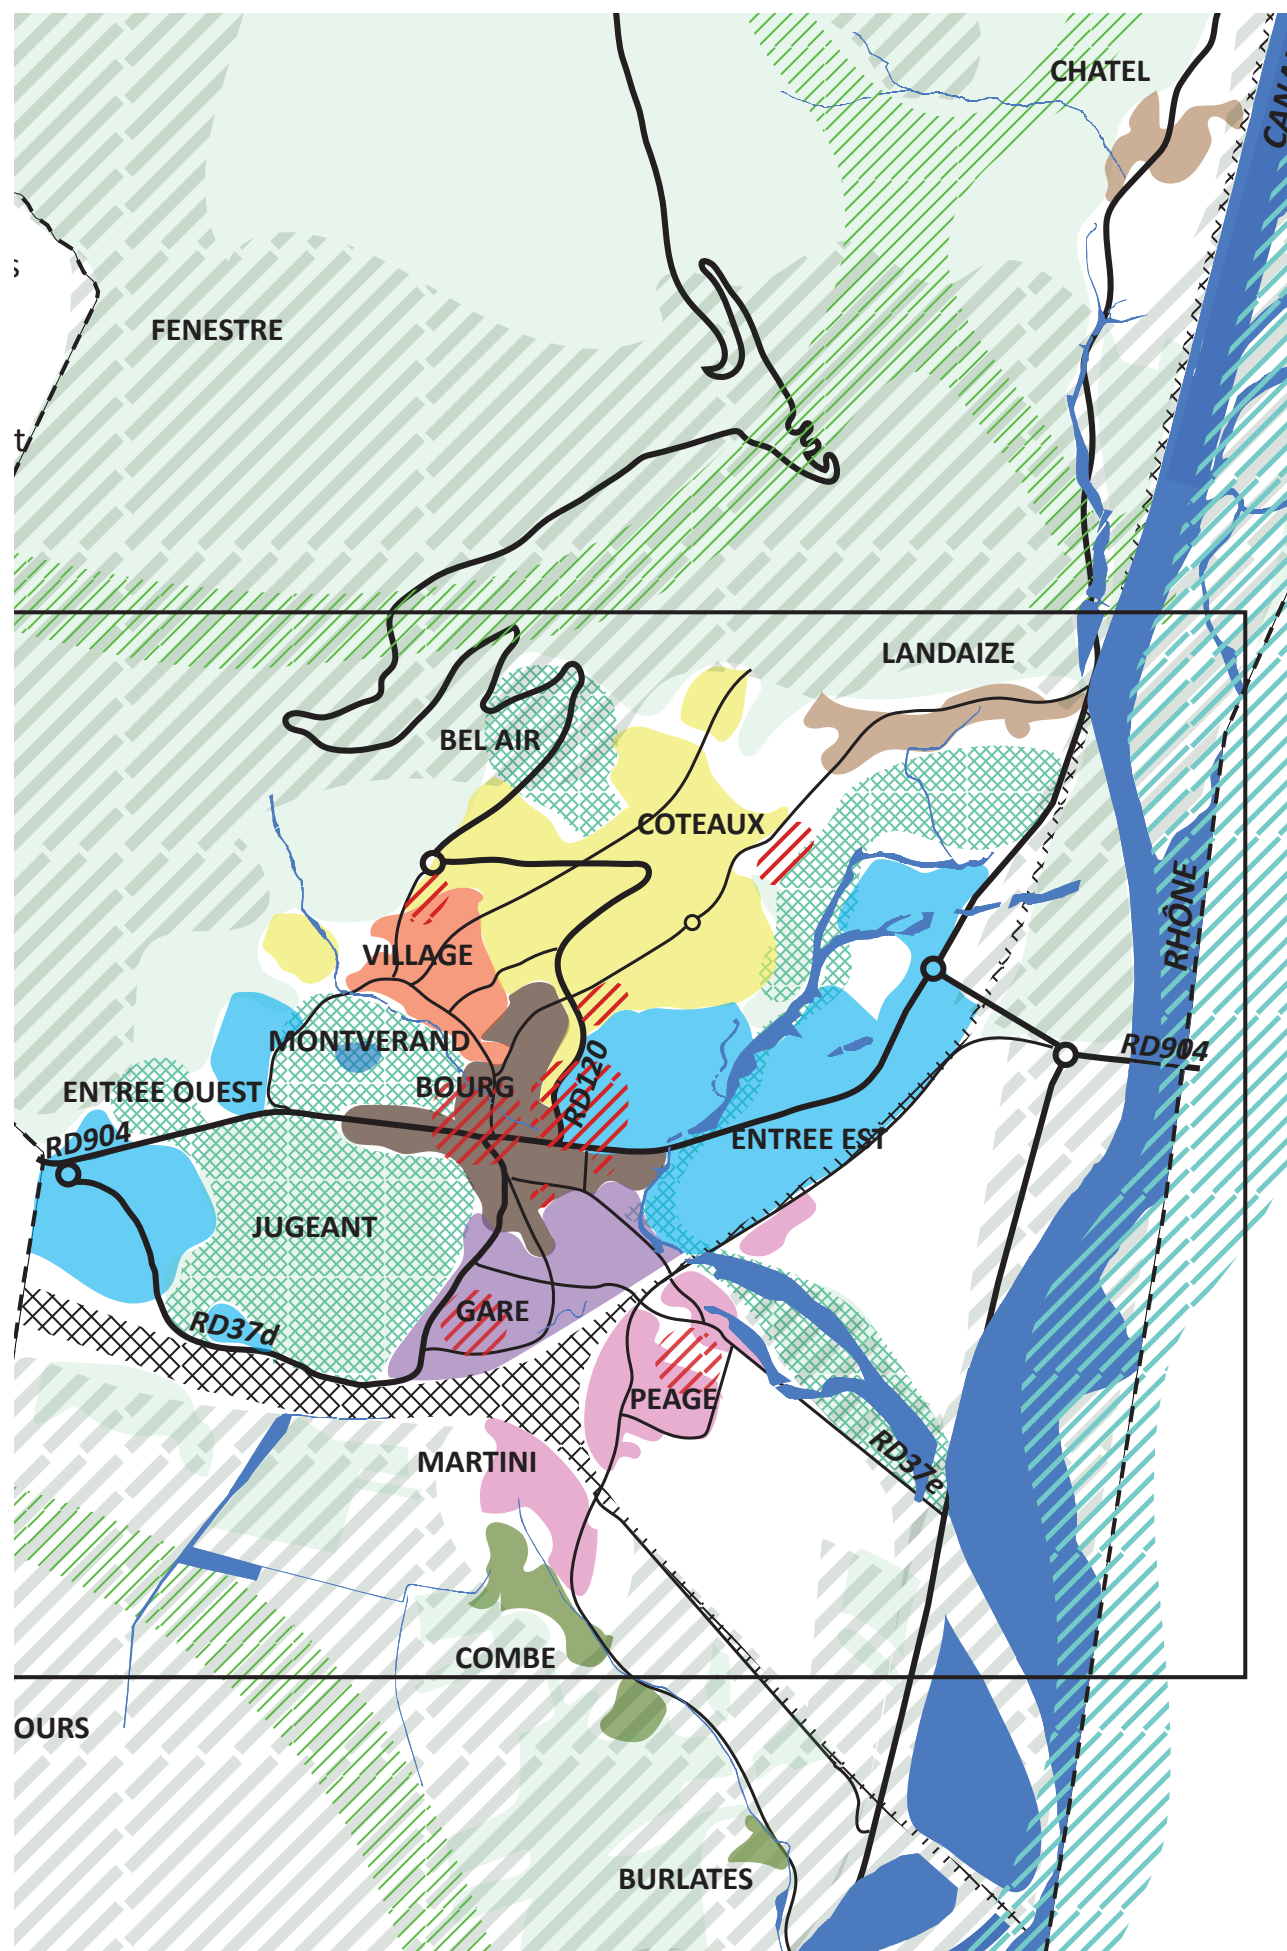 CHATEL
CANA
s
FENESTRE
t
LANDAIZE
BEL AIR
COTEAUX
RHÔNE
VILLAGE
MONTVERAND
RD904
BOURG
RD120
ENTREE OUEST
RD904
ENTREE EST
JUGEANT
GARE
RD37d
PEAGE
RD37e
MARTINI
COMBE
OURS
BURLATES